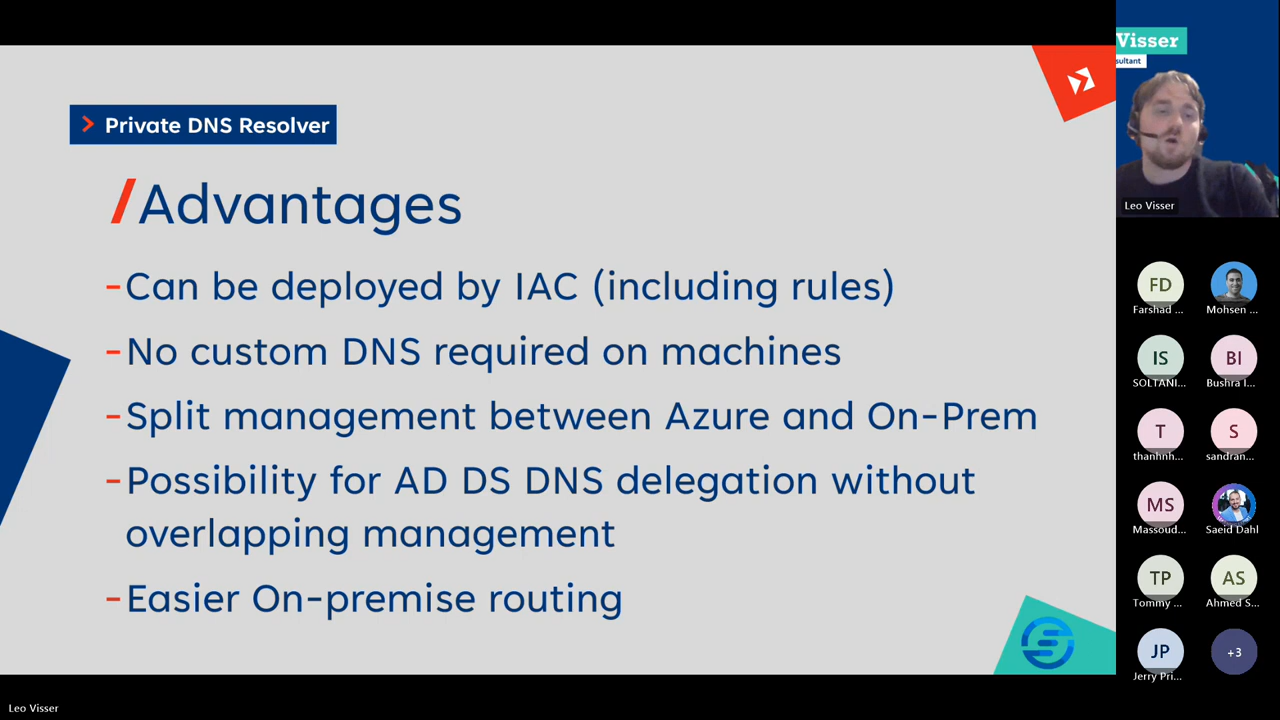 Private DNS Resolver
Advantages
-Can be deployed by IAC (including rules)
-No custom DNS required on machines
-Split management between Azure and On-Prem
-Possibility for AD DS DNS delegation without
overlapping management
-Easier On-premise routing
Visser
sultant
Leo Visser
FD
Farshad ...
Mohsen ...
IS
SOLTANI...
BI
Bushra I...
T
thanhnh...
S
sandran...
MS
Massoud...
Saeid Dahl
TP
Tommy ...
AS
Ahmed S...
JP
Jerry Pri...
+3
Leo Visser